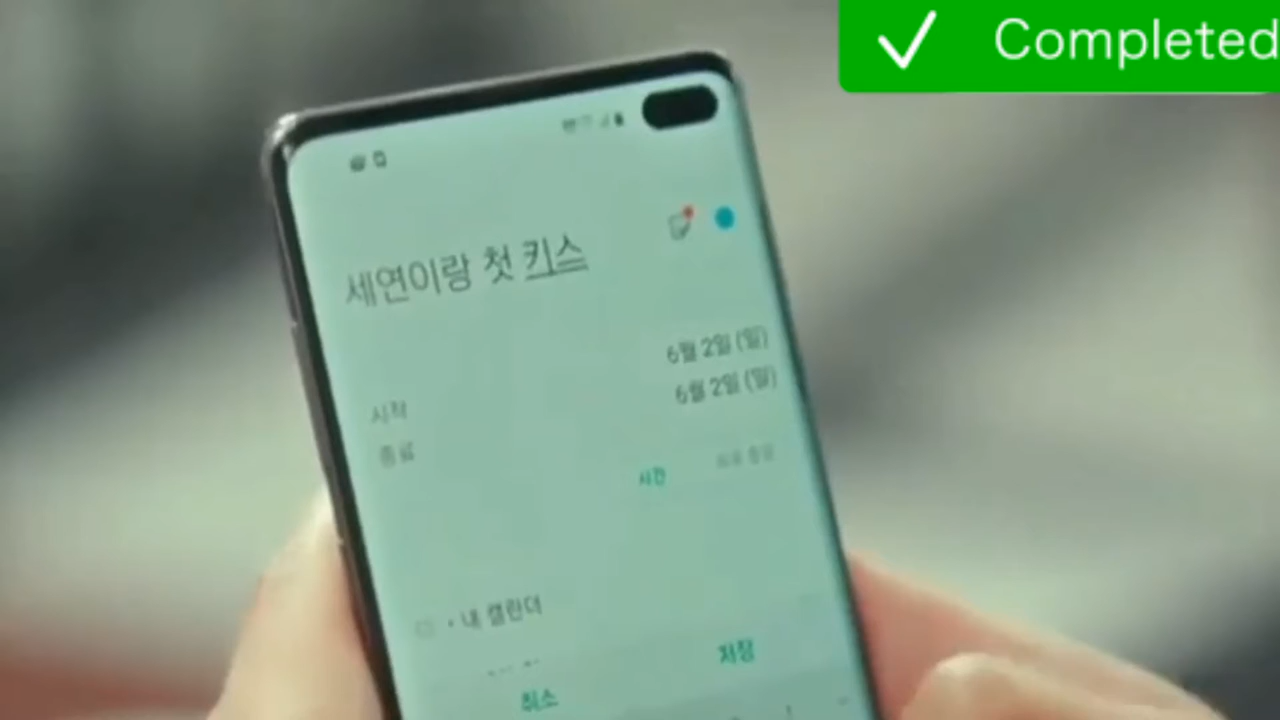 Completed
세연이랑 첫 키스
6월 2일 (일)
시작
6월 2일 (일)
종료
시간
내 캘린더
저장
취소